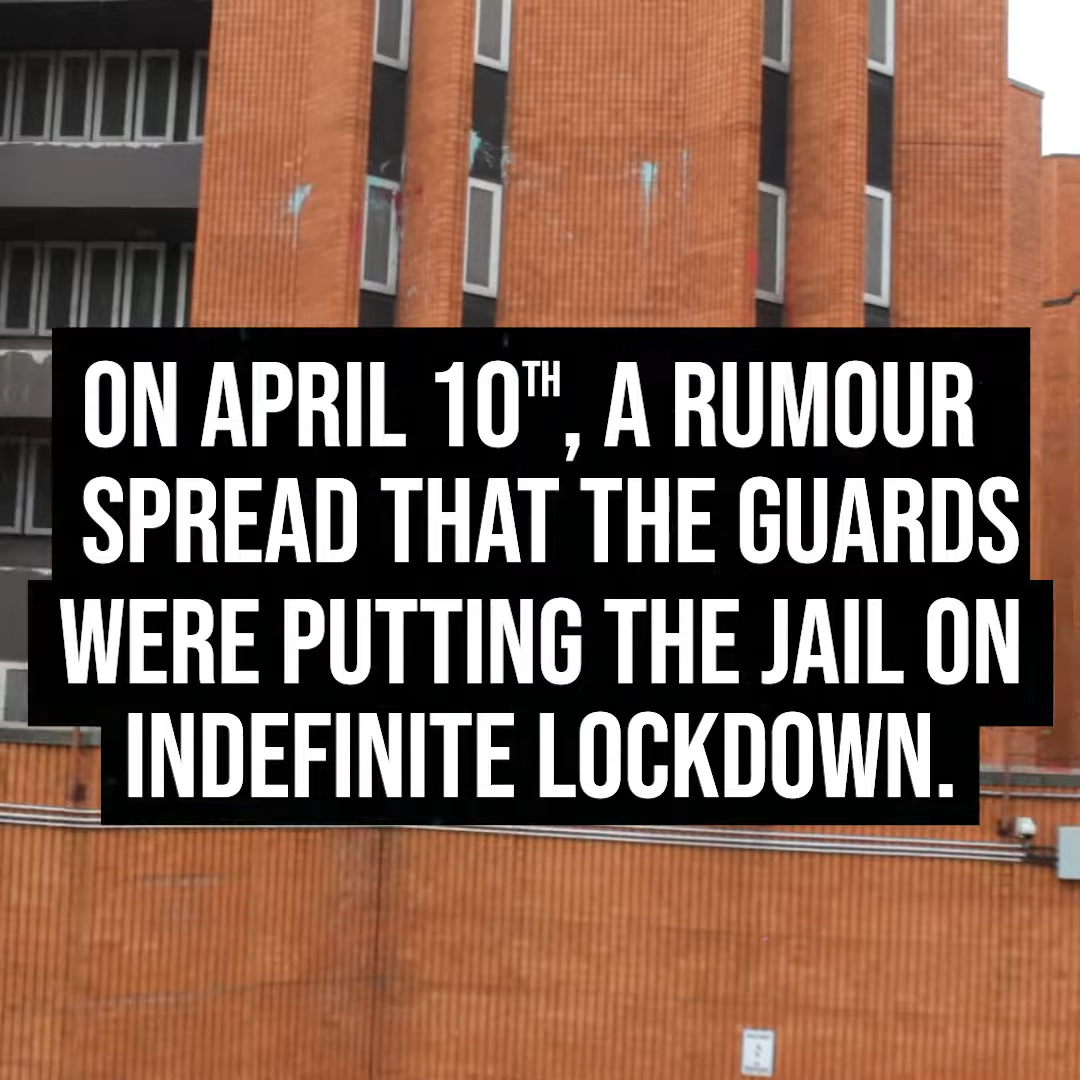 ON APRIL 10TH, A RUMOUR
SPREAD THAT THE GUARDS
WERE PUTTING THE JAIL ON
INDEFINITE LOCKDOWN.